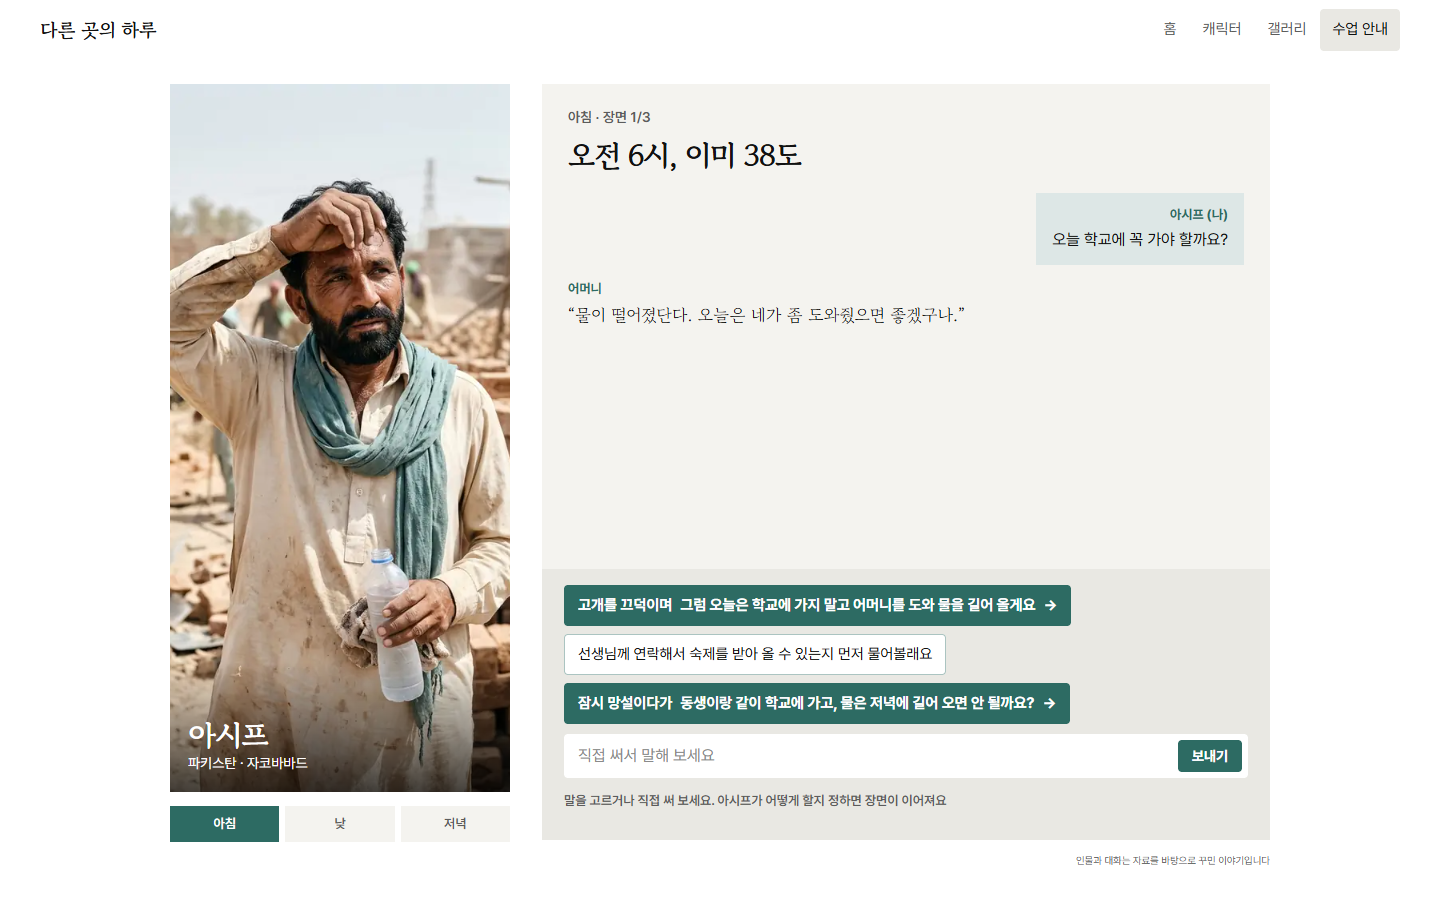 다른 곳의 하루
홈
캐릭터
갤러리
수업 안내
아시프
파키스탄 · 자코바바드
아침
낮
저녁
아침 · 장면 1/3
오전 6시, 이미 38도
아시프 (나)
오늘 학교에 꼭 가야 할까요?
어머니
“물이 떨어졌단다. 오늘은 네가 좀 도와줬으면 좋겠구나.”
고개를 끄덕이며 그럼 오늘은 학교에 가지 말고 어머니를 도와 물을 길어 올게요 →
선생님께 연락해서 숙제를 받아 올 수 있는지 먼저 물어볼래요
잠시 망설이다가 동생이랑 같이 학교에 가고, 물은 저녁에 길어 오면 안 될까요? →
직접 써서 말해 보세요
보내기
말을 고르거나 직접 써 보세요. 아시프가 어떻게 할지 정하면 장면이 이어져요
인물과 대화는 자료를 바탕으로 꾸민 이야기입니다